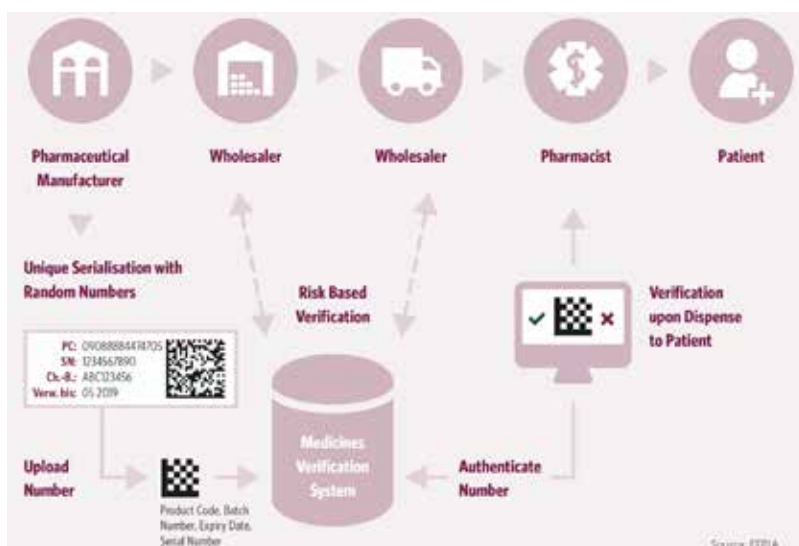 Pharmaceutical
Manufacturer
Wholesaler
Wholesaler
Pharmacist
Patient
Unique Serialisation with
Random Numbers
Risk Based
Verification
Verification
upon Dispense
to Patient
PC: 09088884474705
SN: 1234567890
Ch.-B.: ABC123456
Verw. bis: 05 2019
Medicines
Verification
System
Upload
Number
Authenticate
Number
Product Code, Batch
Number, Expiry Date,
Serial Number
Source: EFPIA